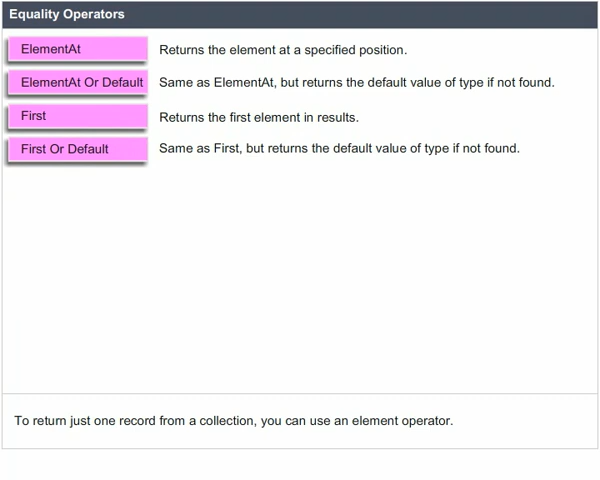 Equality Operators
ElementAt Returns the element at a specified position.
ElementAt Or Default Same as ElementAt, but returns the default value of type if not found.
First Returns the first element in results.
First Or Default Same as First, but returns the default value of type if not found.
To return just one record from a collection, you can use an element operator.